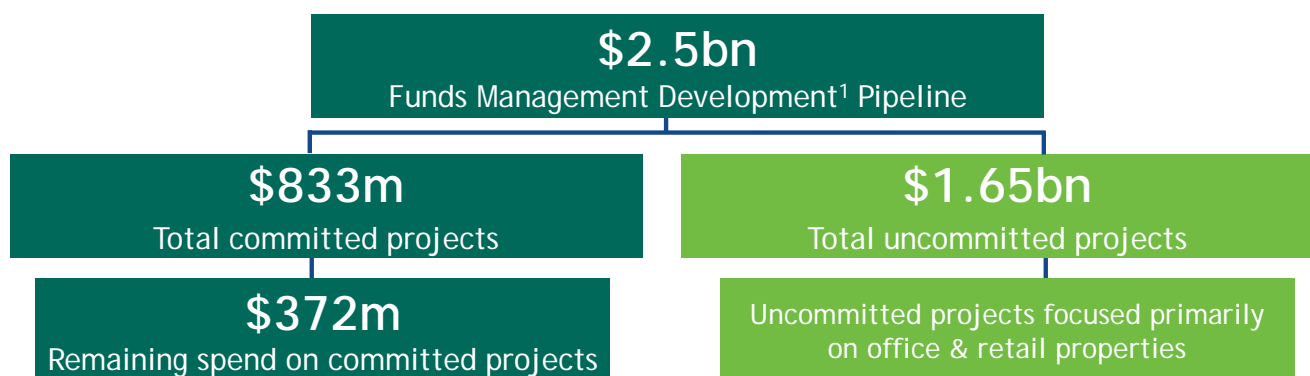 $2.5bn
Funds Management Development¹ Pipeline
$833m
Total committed projects
$1.65bn
Total uncommitted projects
$372m
Remaining spend on committed projects
Uncommitted projects focused primarily
on office & retail properties